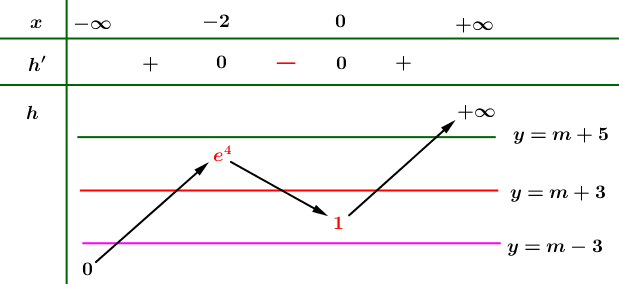 x −∞ −2 0 +∞
h′ + 0 − 0 +
h +∞
y = m + 5
e⁴
y = m + 3
1
y = m − 3
0